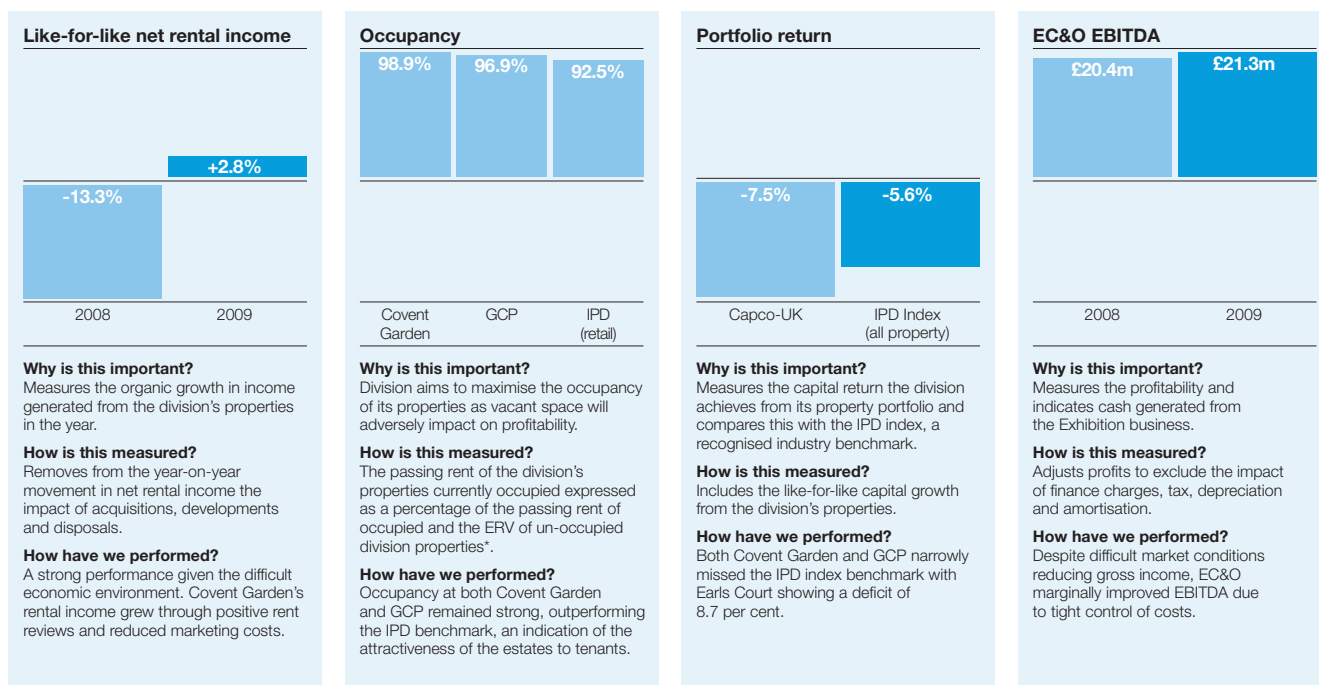 Like-for-like net rental income
+2.8%
-13.3%
2008 2009
Why is this important?
Measures the organic growth in income
generated from the division's properties
in the year.
How is this measured?
Removes from the year-on-year
movement in net rental income the
impact of acquisitions, developments
and disposals.
How have we performed?
A strong performance given the difficult
economic environment. Covent Garden's
rental income grew through positive rent
reviews and reduced marketing costs.
Occupancy
98.9% 96.9% 92.5%
Covent GCP IPD
Garden (retail)
Why is this important?
Division aims to maximise the occupancy
of its properties as vacant space will
adversely impact on profitability.
How is this measured?
The passing rent of the division's
properties currently occupied expressed
as a percentage of the passing rent of
occupied and the ERV of un-occupied
division properties*.
How have we performed?
Occupancy at both Covent Garden
and GCP remained strong, outperforming
the IPD benchmark, an indication of the
attractiveness of the estates to tenants.
Portfolio return
-7.5% -5.6%
Capco-UK IPD Index
(all property)
Why is this important?
Measures the capital return the division
achieves from its property portfolio and
compares this with the IPD index, a
recognised industry benchmark.
How is this measured?
Includes the like-for-like capital growth
from the division's properties.
How have we performed?
Both Covent Garden and GCP narrowly
missed the IPD index benchmark with
Earls Court showing a deficit of
8.7 per cent.
EC&O EBITDA
£20.4m £21.3m
2008 2009
Why is this important?
Measures the profitability and
indicates cash generated from
the Exhibition business.
How is this measured?
Adjusts profits to exclude the impact
of finance charges, tax, depreciation
and amortisation.
How have we performed?
Despite difficult market conditions
reducing gross income, EC&O
marginally improved EBITDA due
to tight control of costs.